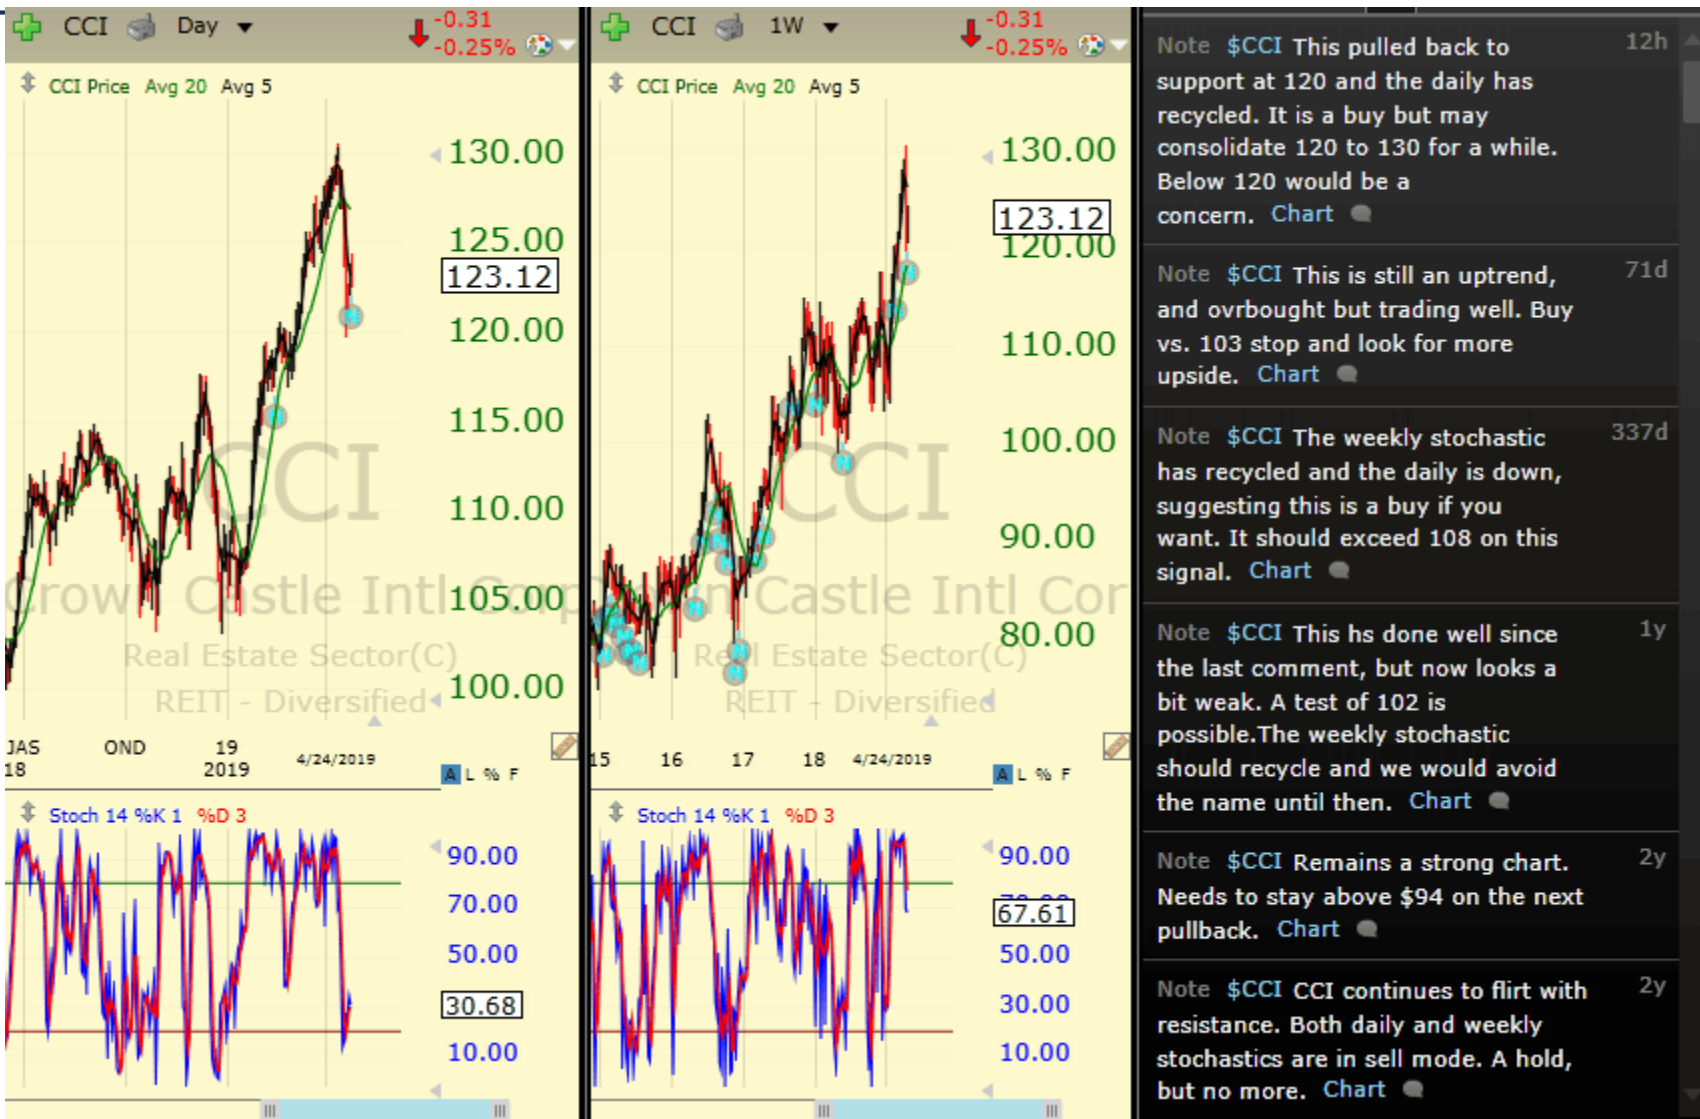 CCI Day -0.31
-0.25%
CCI Price Avg 20 Avg 5
130.00
125.00
123.12
120.00
115.00
110.00
105.00
100.00
CCI
Crown Castle Intl Corp
Real Estate Sector(C)
REIT - Diversified
N
N
JAS OND 19 4/24/2019
18 2019
A L % F
Stoch 14 %K 1 %D 3
90.00
70.00
50.00
30.68
30.00
10.00
CCI 1W -0.31
-0.25%
CCI Price Avg 20 Avg 5
130.00
123.12
120.00
110.00
100.00
90.00
80.00
CCI
Castle Intl Cor
Real Estate Sector(C)
REIT - Diversified
15 16 17 18 4/24/2019
A L % F
Stoch 14 %K 1 %D 3
90.00
70.00
67.61
50.00
30.00
10.00
Note $CCI This pulled back to 12h
support at 120 and the daily has
recycled. It is a buy but may
consolidate 120 to 130 for a while.
Below 120 would be a
concern. Chart
Note $CCI This is still an uptrend, 71d
and ovrbought but trading well. Buy
vs. 103 stop and look for more
upside. Chart
Note $CCI The weekly stochastic 337d
has recycled and the daily is down,
suggesting this is a buy if you
want. It should exceed 108 on this
signal. Chart
Note $CCI This hs done well since 1y
the last comment, but now looks a
bit weak. A test of 102 is
possible.The weekly stochastic
should recycle and we would avoid
the name until then. Chart
Note $CCI Remains a strong chart. 2y
Needs to stay above $94 on the next
pullback. Chart
Note $CCI CCI continues to flirt with 2y
resistance. Both daily and weekly
stochastics are in sell mode. A hold,
but no more. Chart